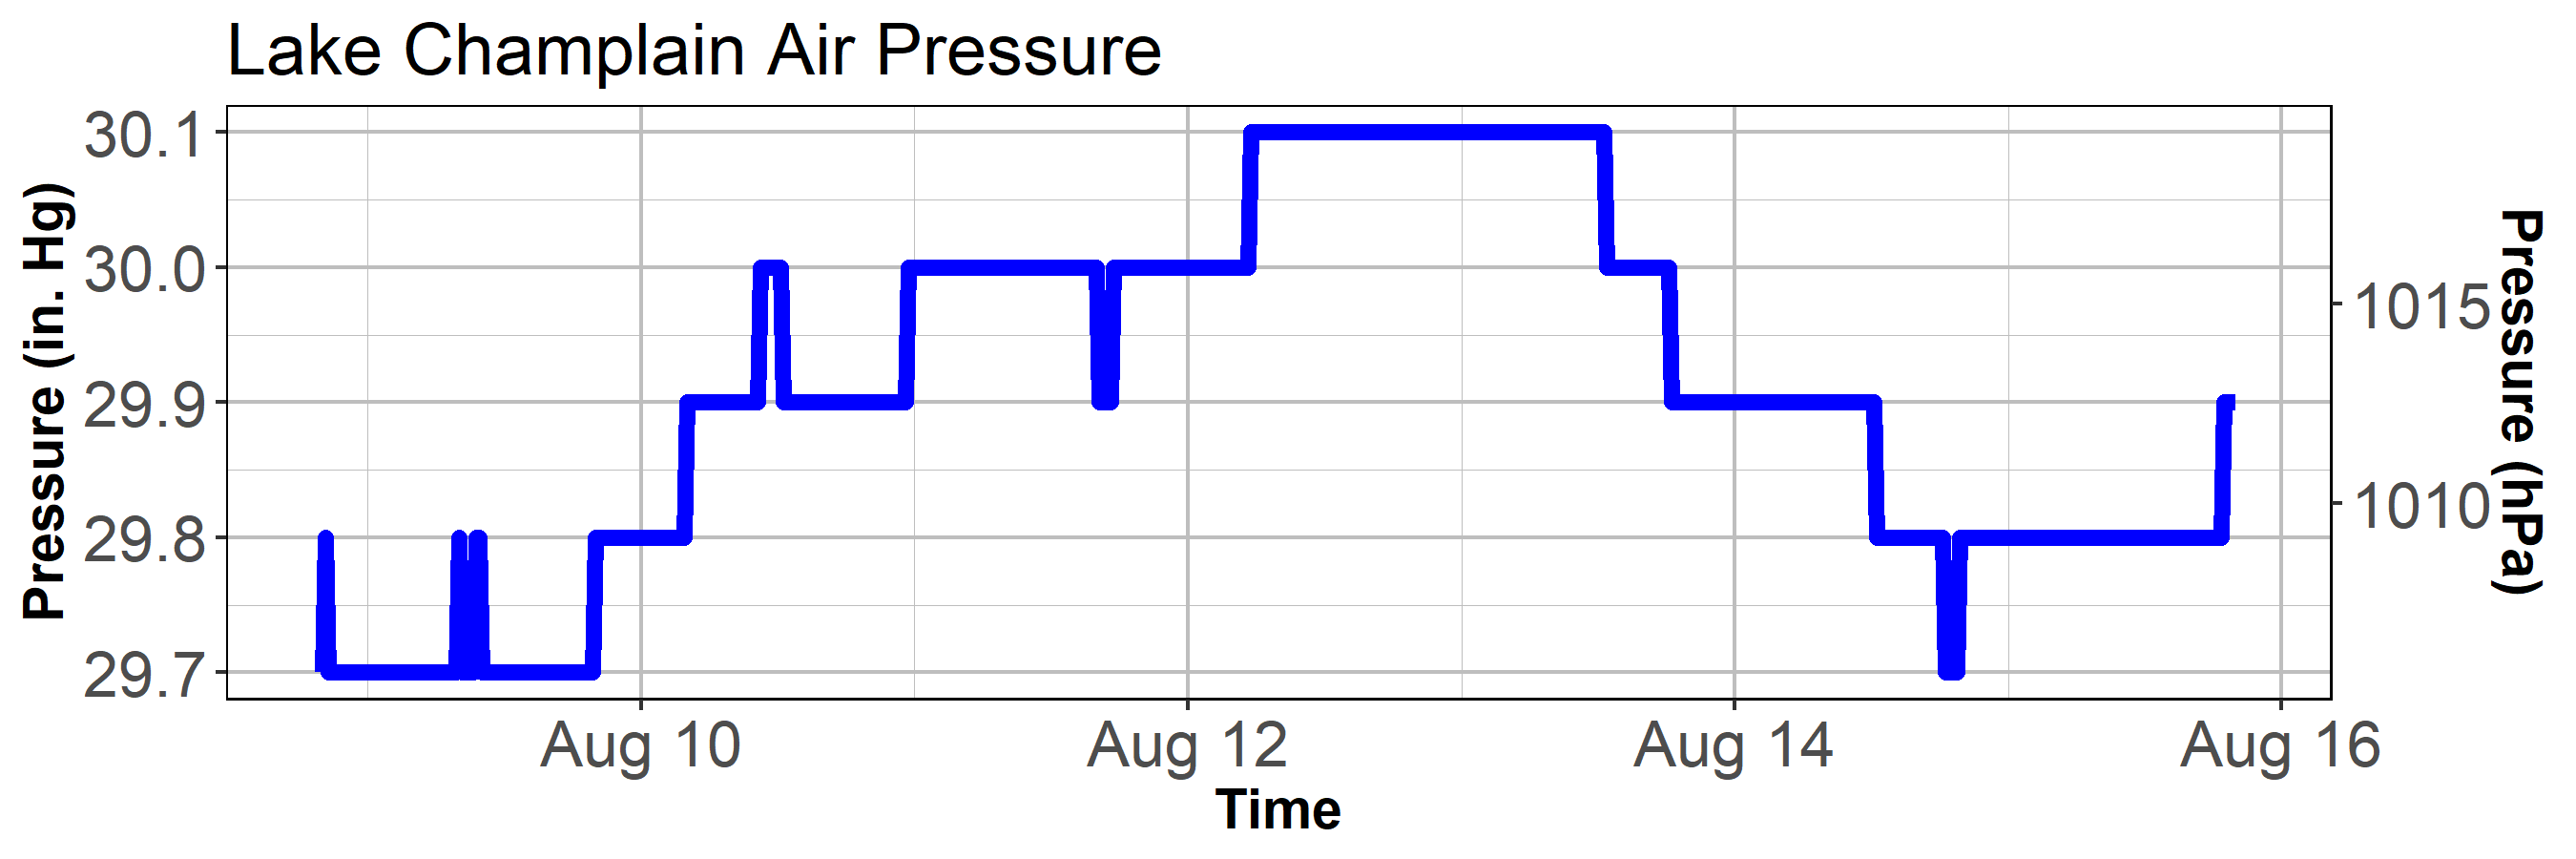 Lake Champlain Air Pressure
Pressure (in. Hg)
30.1
30.0
29.9
29.8
29.7
1015
1010
Pressure (hPa)
Aug 10
Aug 12
Aug 14
Aug 16
Time